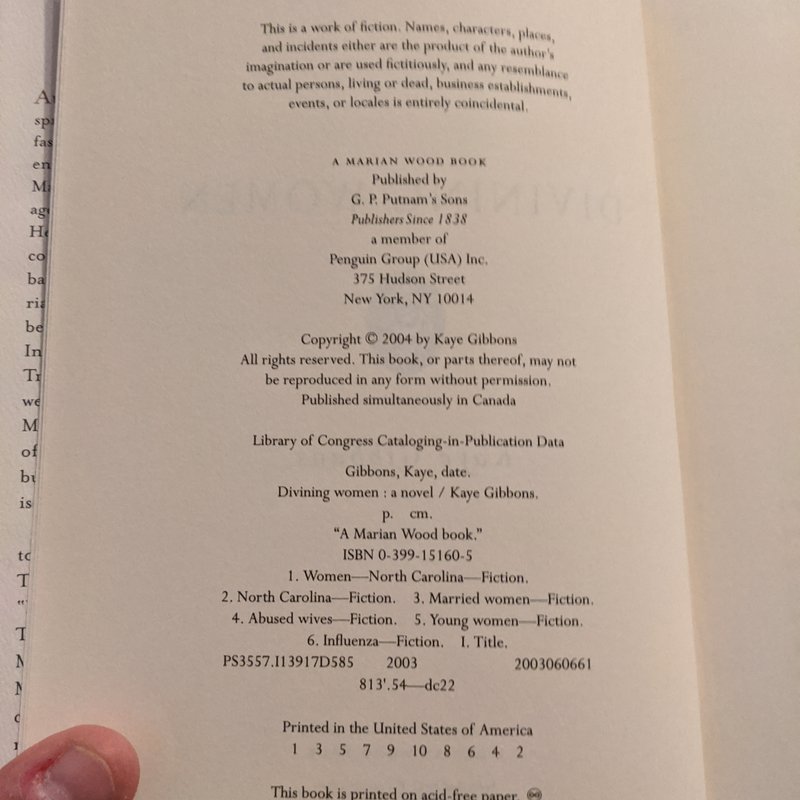 This is a work of fiction. Names, characters, places,
and incidents either are the product of the author's
imagination or are used fictitiously, and any resemblance
to actual persons, living or dead, business establishments,
events, or locales is entirely coincidental.
A MARIAN WOOD BOOK
Published by
G. P. Putnam's Sons
Publishers Since 1838
a member of
Penguin Group (USA) Inc.
375 Hudson Street
New York, NY 10014
Copyright © 2004 by Kaye Gibbons
All rights reserved. This book, or parts thereof, may not
be reproduced in any form without permission.
Published simultaneously in Canada
Library of Congress Cataloging-in-Publication Data
Gibbons, Kaye, date.
Divining women : a novel / Kaye Gibbons.
p. cm.
"A Marian Wood book."
ISBN 0-399-15160-5
1. Women—North Carolina—Fiction.
2. North Carolina—Fiction. 3. Married women—Fiction.
4. Abused wives—Fiction. 5. Young women—Fiction.
6. Influenza—Fiction. I. Title.
PS3557.I13917D585 2003 2003060661
813'.54—dc22
Printed in the United States of America
1 3 5 7 9 10 8 6 4 2
This book is printed on acid-free paper. ♾